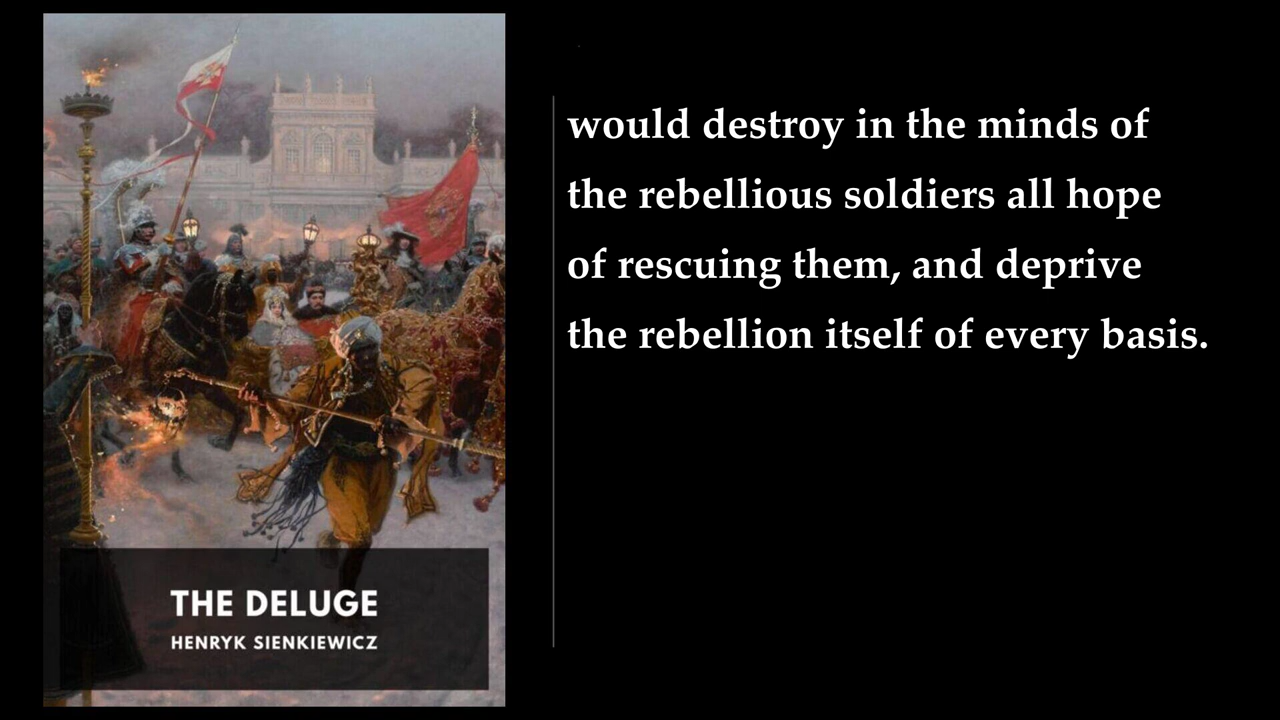 would destroy in the minds of
the rebellious soldiers all hope
of rescuing them, and deprive
the rebellion itself of every basis.
THE DELUGE
HENRYK SIENKIEWICZ